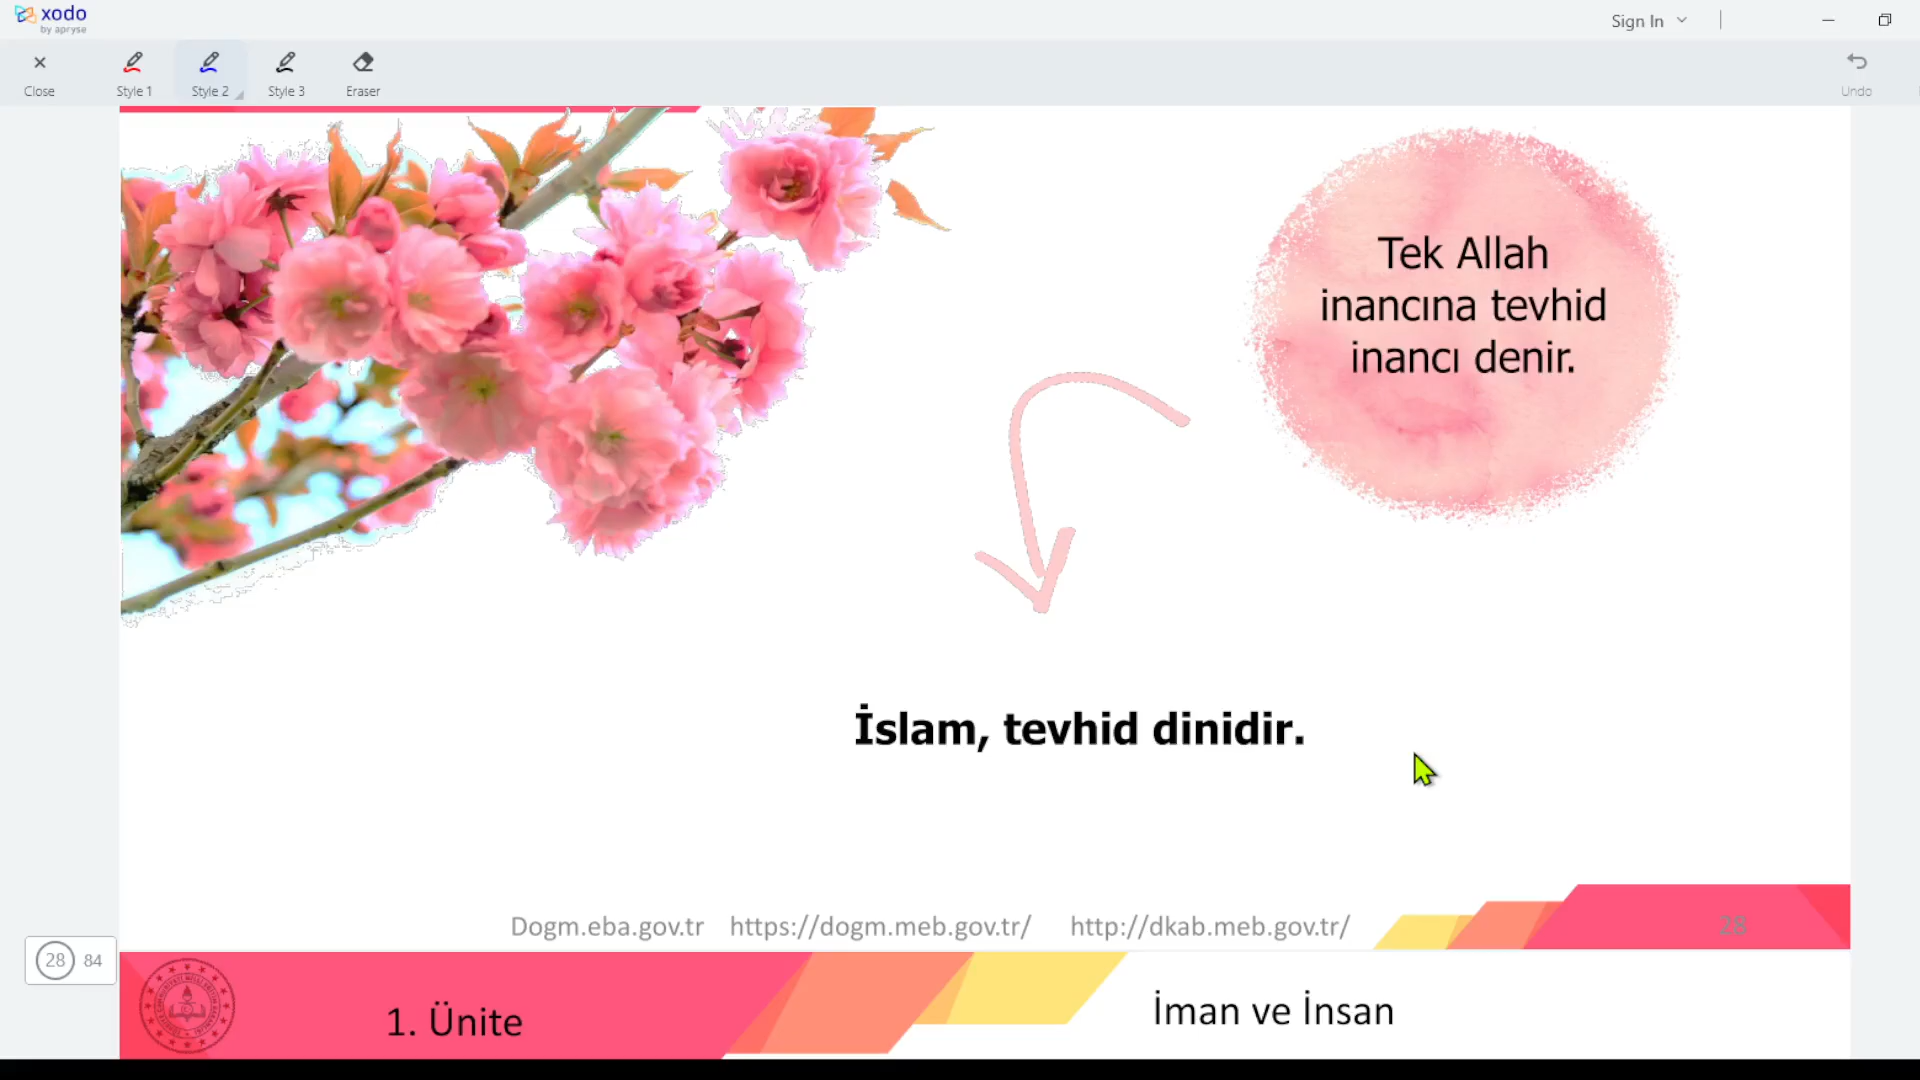 xodo
by apryse
Sign In
Close
Style 1
Style 2
Style 3
Eraser
Undo
Tek Allah
inancına tevhid
inancı denir.
İslam, tevhid dinidir.
Dogm.eba.gov.tr https://dogm.meb.gov.tr/ http://dkab.meb.gov.tr/
28
28 84
1. Ünite
İman ve İnsan